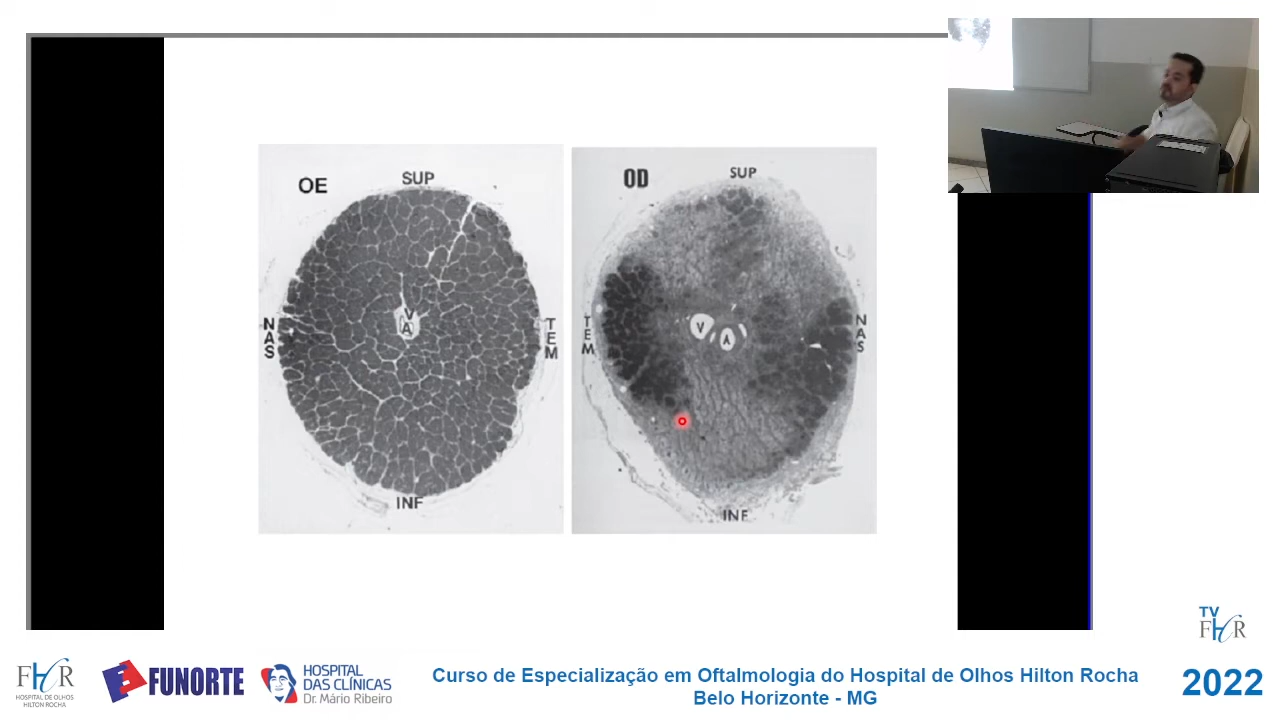 OE
SUP
NAS
TEM
V
A
INF
OD
SUP
TEM
NAS
V
A
INF
TV
FHR
FHR
HOSPITAL DE OLHOS
HILTON ROCHA
FUNORTE
HOSPITAL
DAS CLÍNICAS
Dr. Mário Ribeiro
Curso de Especialização em Oftalmologia do Hospital de Olhos Hilton Rocha
Belo Horizonte - MG
2022